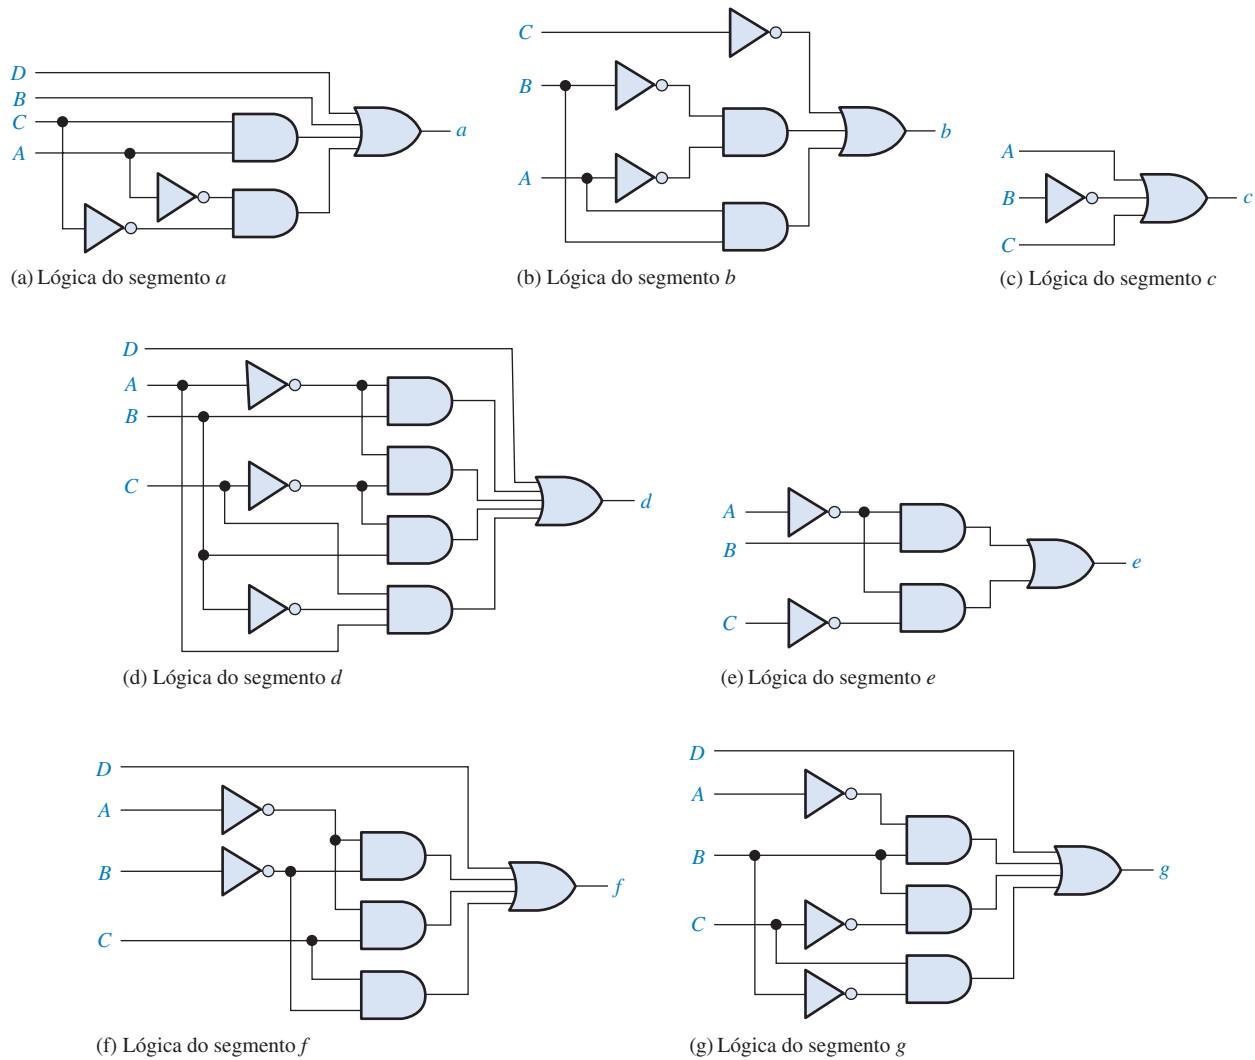 D
B
C
A
a
(a) Lógica do segmento a
C
B
A
b
(b) Lógica do segmento b
A
B
C
c
(c) Lógica do segmento c
D
A
B
C
d
(d) Lógica do segmento d
A
B
C
e
(e) Lógica do segmento e
D
A
B
C
f
(f) Lógica do segmento f
D
A
B
C
g
(g) Lógica do segmento g